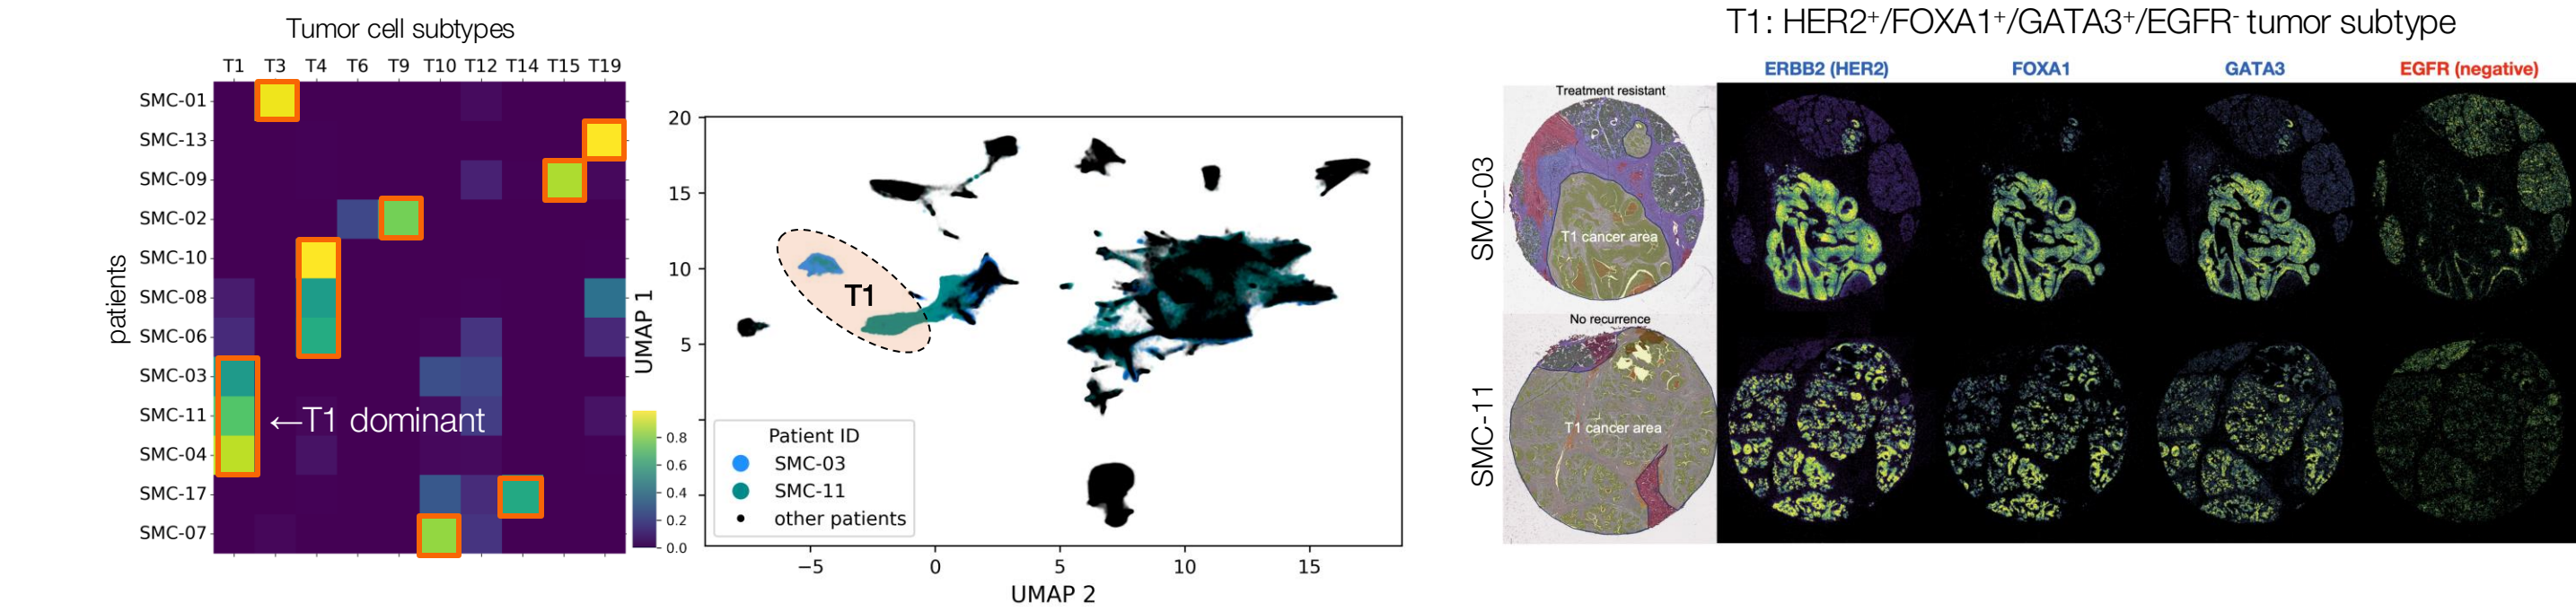 Tumor cell subtypes
T1 T3 T4 T6 T9 T10 T12 T14 T15 T19
patients
SMC-01
SMC-13
SMC-09
SMC-02
SMC-10
SMC-08
SMC-06
SMC-03
SMC-11
SMC-04
SMC-17
SMC-07
←T1 dominant
0.8
0.6
0.4
0.2
0.0
UMAP 1
20
15
10
5
T1
Patient ID
SMC-03
SMC-11
other patients
−5 0 5 10 15
UMAP 2
T1: HER2⁺/FOXA1⁺/GATA3⁺/EGFR⁻ tumor subtype
ERBB2 (HER2) FOXA1 GATA3 EGFR (negative)
SMC-03
Treatment resistant
T1 cancer area
SMC-11
No recurrence
T1 cancer area